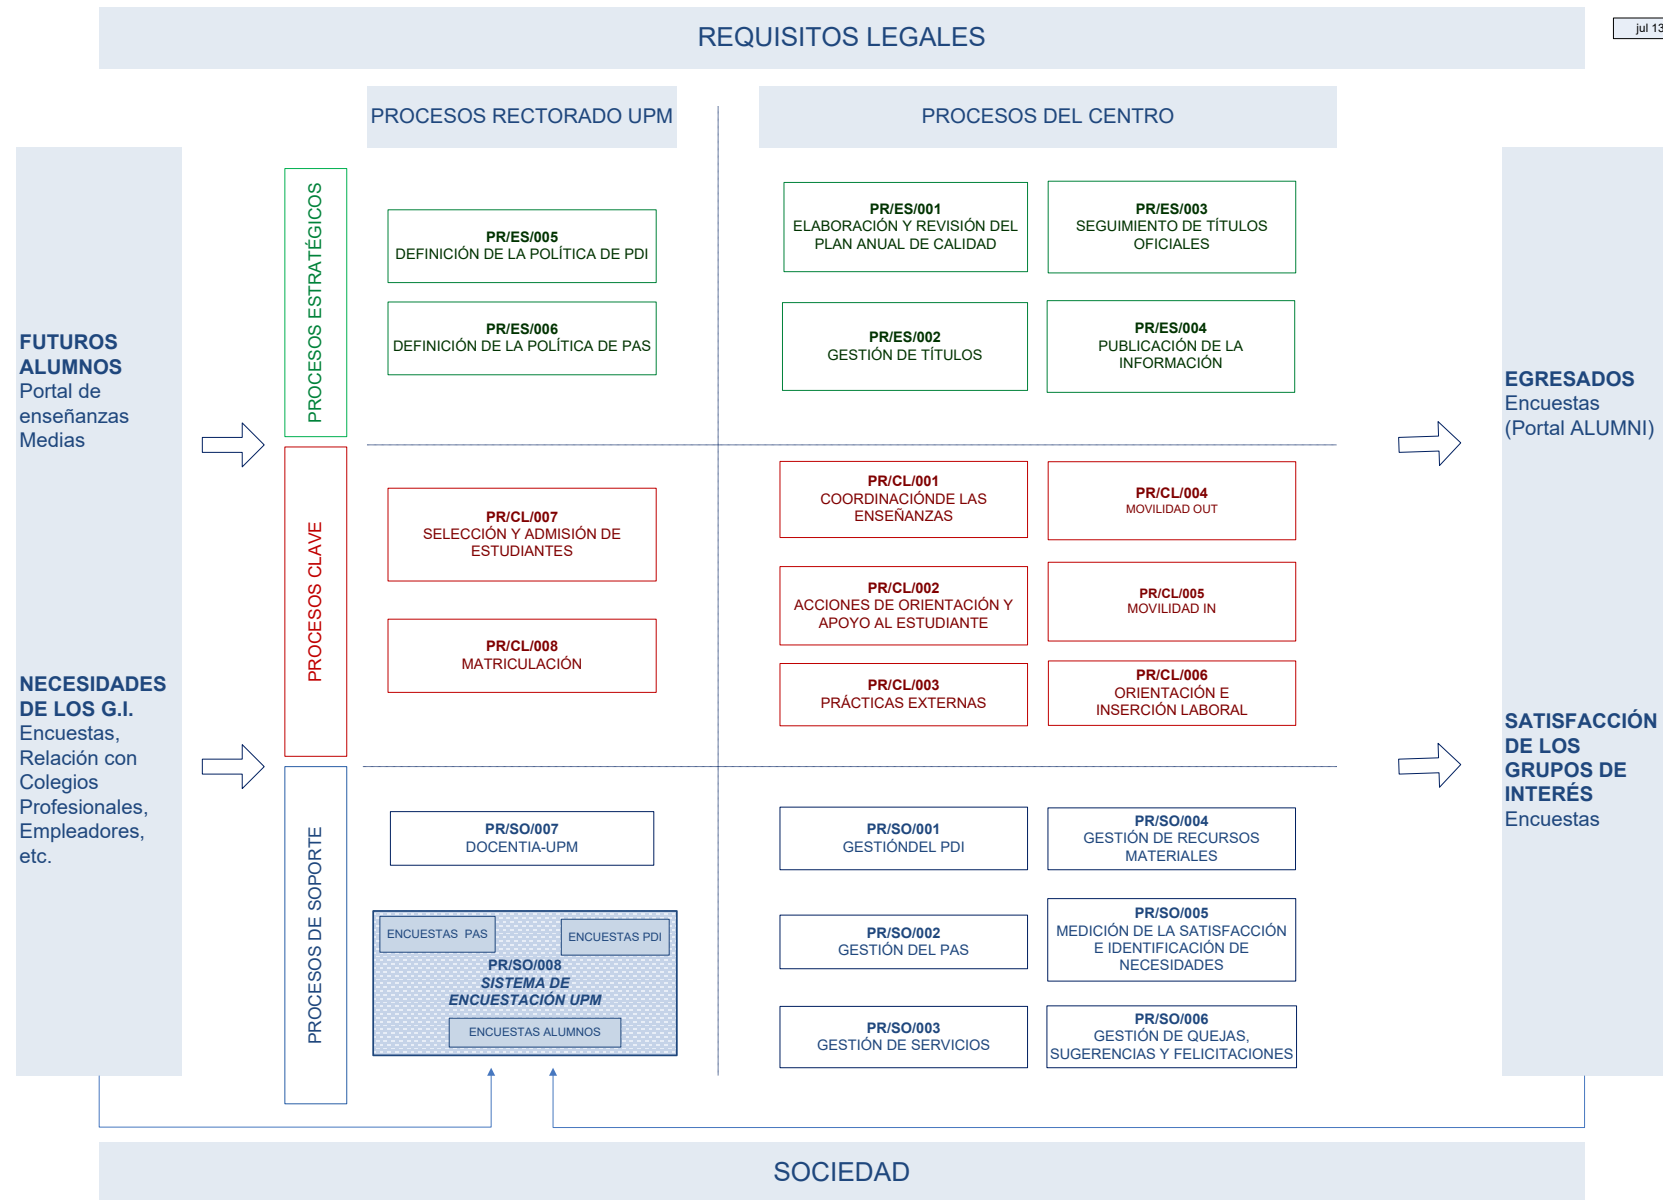 REQUISITOS LEGALES
jul 13
PROCESOS RECTORADO UPM
PROCESOS DEL CENTRO
FUTUROS
ALUMNOS
Portal de
enseñanzas
Medias
NECESIDADES
DE LOS G.I.
Encuestas,
Relación con
Colegios
Profesionales,
Empleadores,
etc.
PROCESOS ESTRATÉGICOS
PR/ES/005
DEFINICIÓN DE LA POLÍTICA DE PDI
PR/ES/006
DEFINICIÓN DE LA POLÍTICA DE PAS
PR/ES/001
ELABORACIÓN Y REVISIÓN DEL
PLAN ANUAL DE CALIDAD
PR/ES/003
SEGUIMIENTO DE TÍTULOS
OFICIALES
PR/ES/002
GESTIÓN DE TÍTULOS
PR/ES/004
PUBLICACIÓN DE LA
INFORMACIÓN
PROCESOS CLAVE
PR/CL/007
SELECCIÓN Y ADMISIÓN DE
ESTUDIANTES
PR/CL/008
MATRICULACIÓN
PR/CL/001
COORDINACIÓNDE LAS
ENSEÑANZAS
PR/CL/004
MOVILIDAD OUT
PR/CL/002
ACCIONES DE ORIENTACIÓN Y
APOYO AL ESTUDIANTE
PR/CL/005
MOVILIDAD IN
PR/CL/003
PRÁCTICAS EXTERNAS
PR/CL/006
ORIENTACIÓN E
INSERCIÓN LABORAL
PROCESOS DE SOPORTE
PR/SO/007
DOCENTIA-UPM
ENCUESTAS PAS
ENCUESTAS PDI
PR/SO/008
SISTEMA DE
ENCUESTACIÓN UPM
ENCUESTAS ALUMNOS
PR/SO/001
GESTIÓNDEL PDI
PR/SO/004
GESTIÓN DE RECURSOS
MATERIALES
PR/SO/002
GESTIÓN DEL PAS
PR/SO/005
MEDICIÓN DE LA SATISFACCIÓN
E IDENTIFICACIÓN DE
NECESIDADES
PR/SO/003
GESTIÓN DE SERVICIOS
PR/SO/006
GESTIÓN DE QUEJAS,
SUGERENCIAS Y FELICITACIONES
EGRESADOS
Encuestas
(Portal ALUMNI)
SATISFACCIÓN
DE LOS
GRUPOS DE
INTERÉS
Encuestas
SOCIEDAD